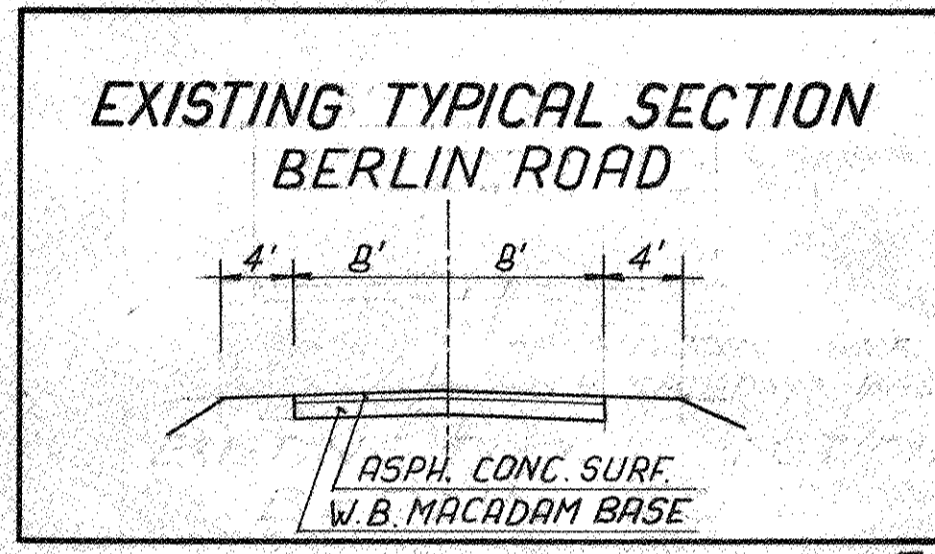 EXISTING TYPICAL SECTION
BERLIN ROAD
4' 8' 8' 4'
ASPH. CONC. SURF.
W.B. MACADAM BASE